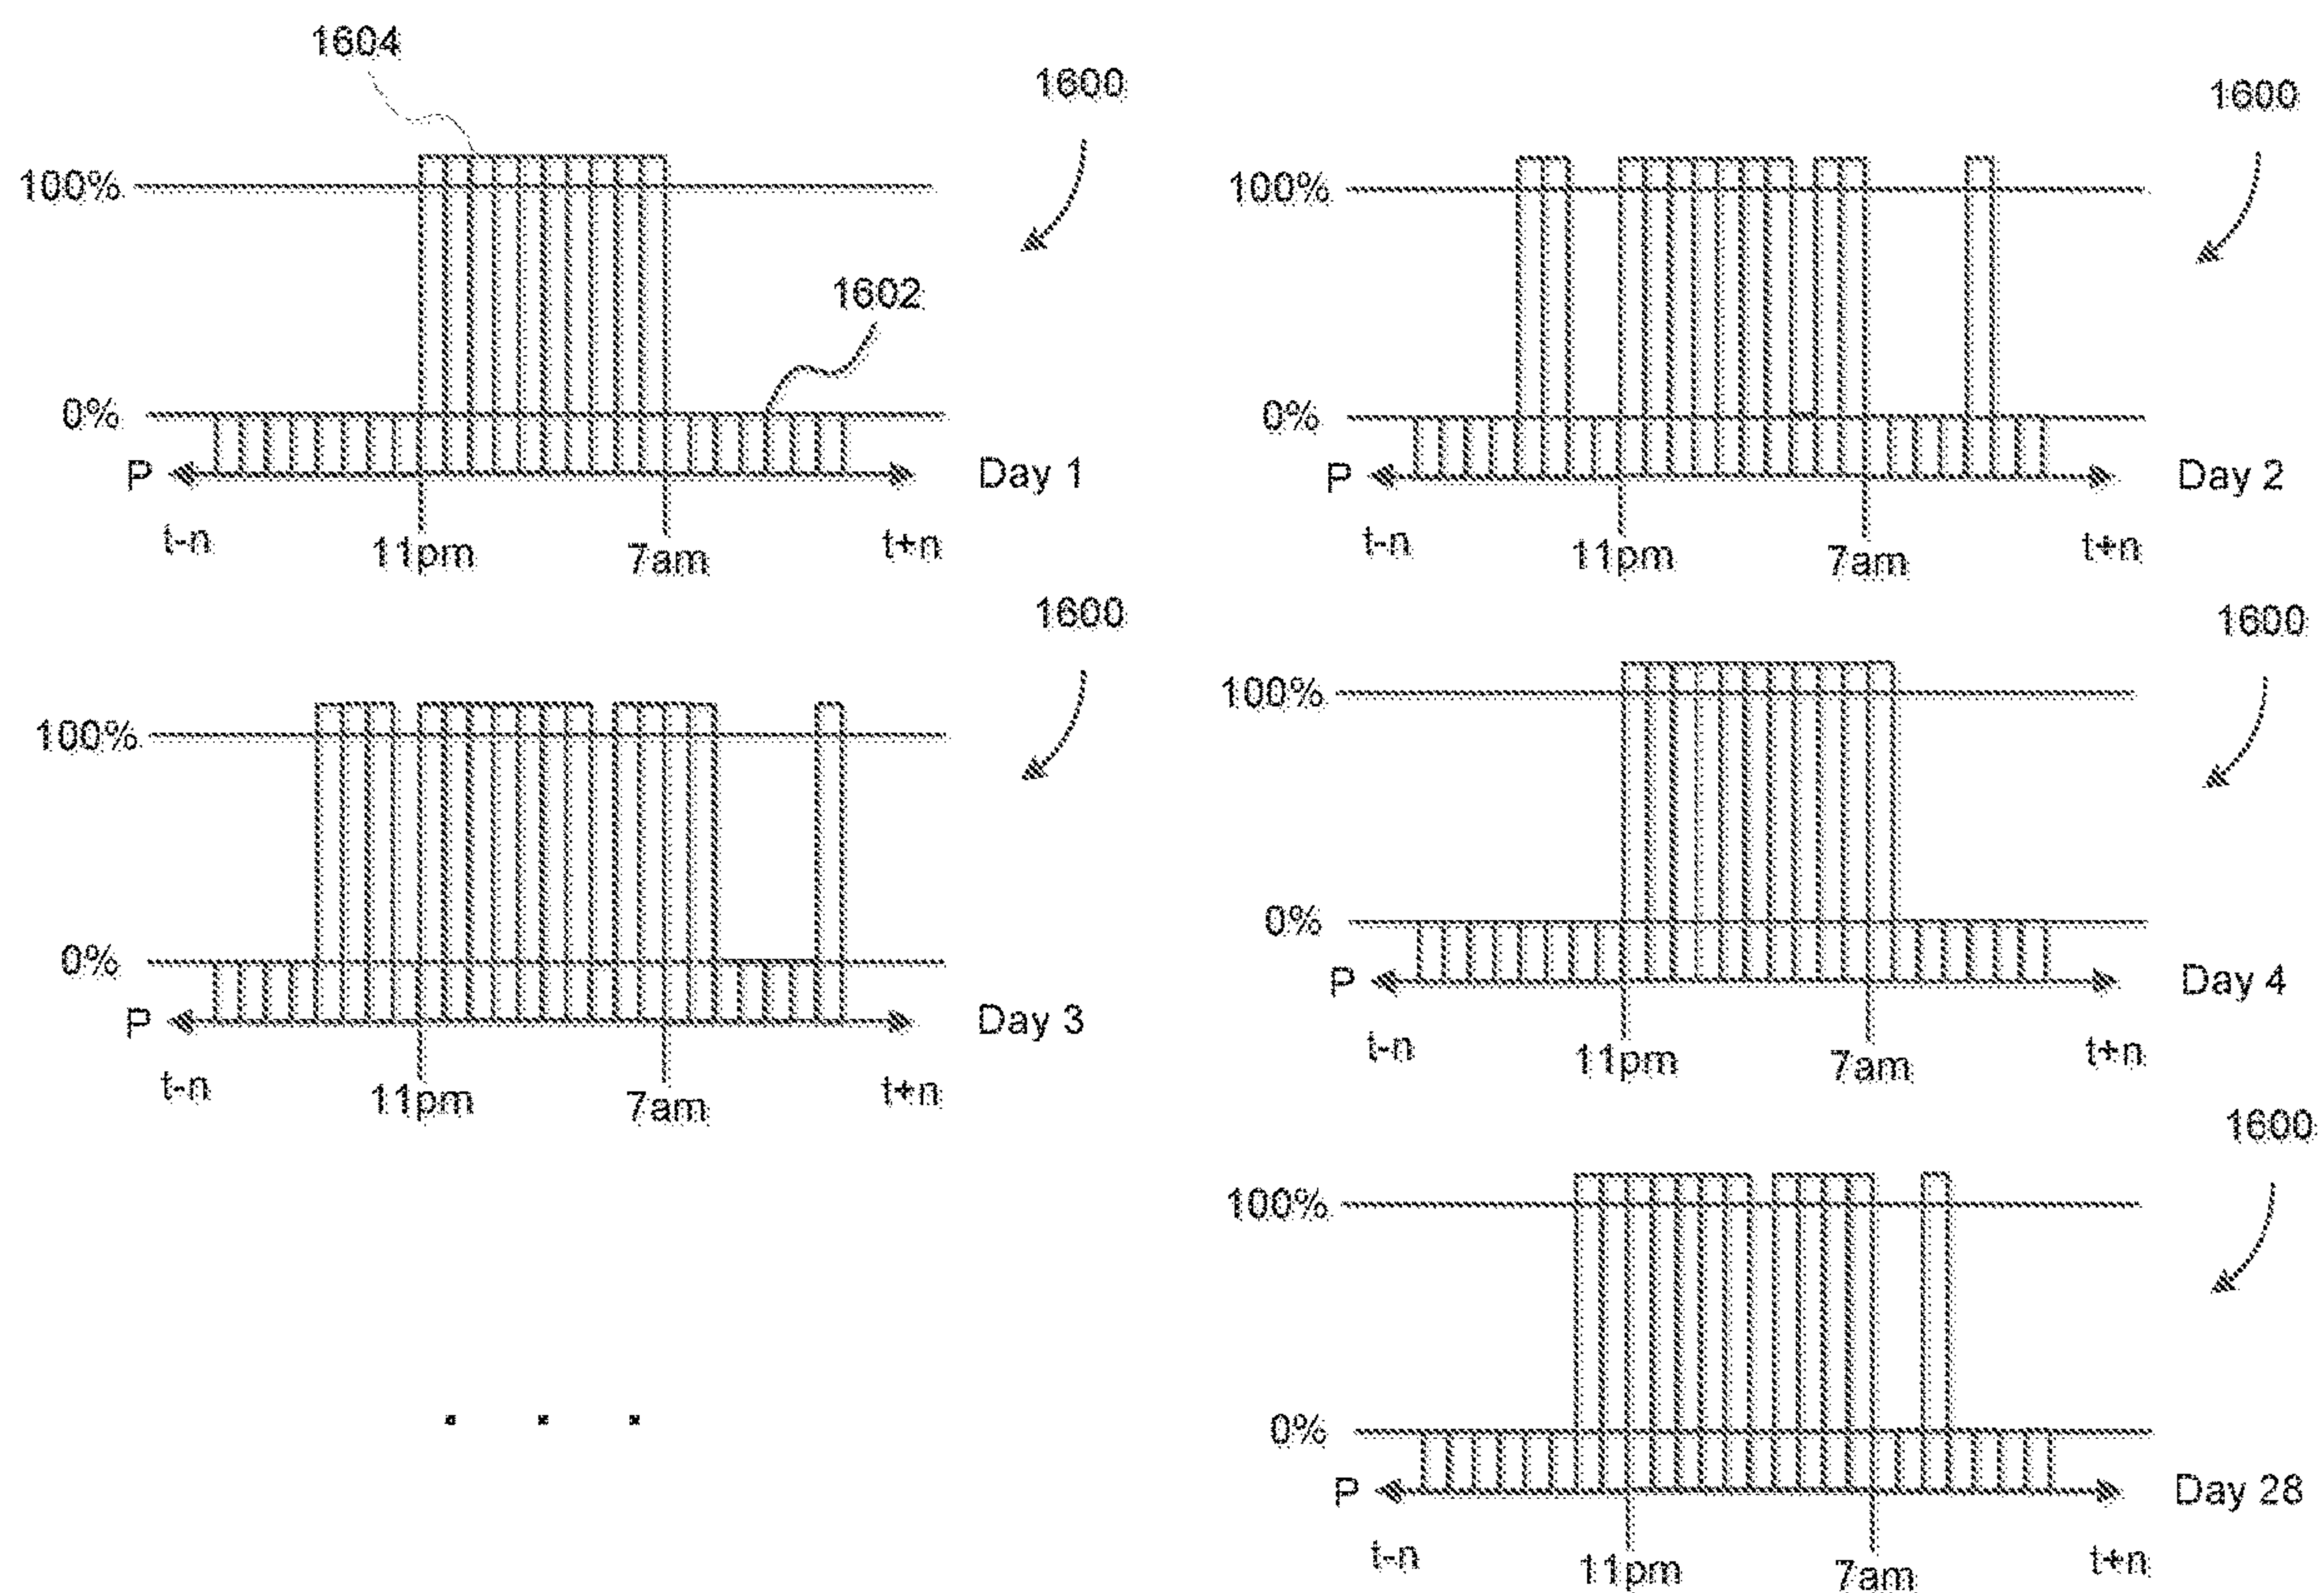 1604
1600
100%
1602
0%
P
Day 1
t-n
11pm
7am
t+n
1600
100%
0%
P
Day 2
t-n
11pm
7am
t+n
1600
100%
0%
P
Day 3
t-n
11pm
7am
t+n
1600
100%
0%
P
Day 4
t-n
11pm
7am
t+n
. . .
1600
100%
0%
P
Day 28
t-n
11pm
7am
t+n